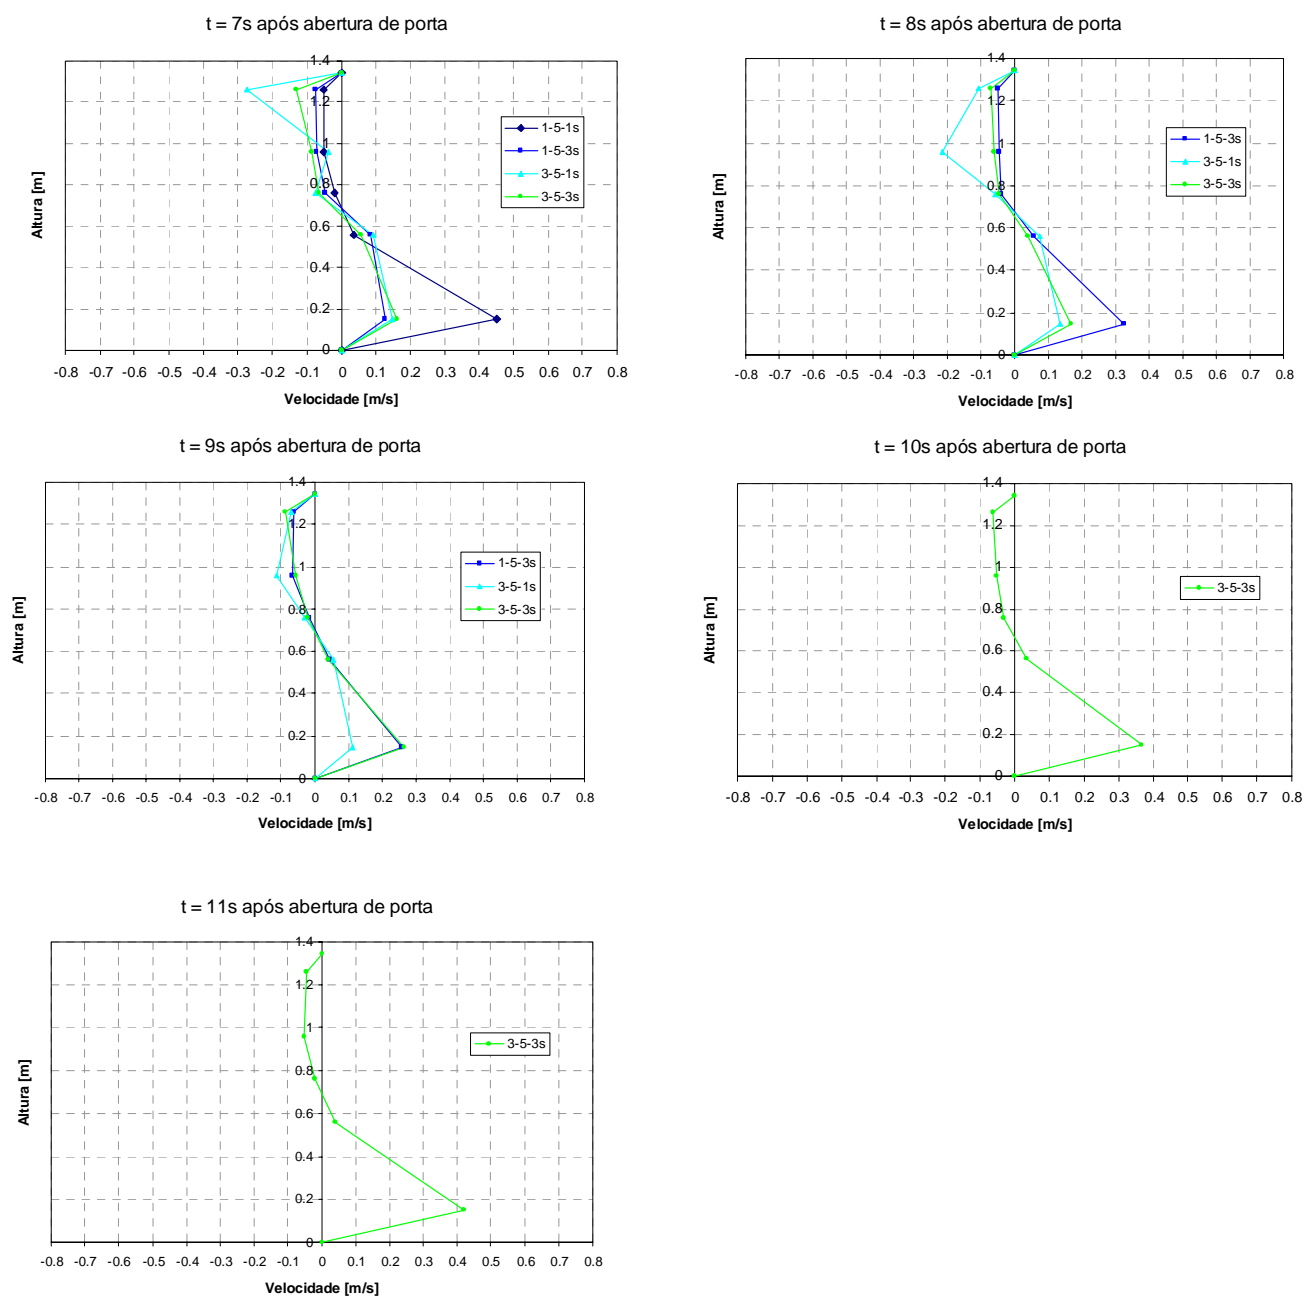 t = 7s após abertura de porta
Altura [m]
1.4
1.2
1
0.8
0.6
0.4
0.2
0
-0.8 -0.7 -0.6 -0.5 -0.4 -0.3 -0.2 -0.1 0 0.1 0.2 0.3 0.4 0.5 0.6 0.7 0.8
Velocidade [m/s]
1-5-1s
1-5-3s
3-5-1s
3-5-3s
t = 8s após abertura de porta
Altura [m]
1.4
1.2
1
0.8
0.6
0.4
0.2
0
-0.8 -0.7 -0.6 -0.5 -0.4 -0.3 -0.2 -0.1 0 0.1 0.2 0.3 0.4 0.5 0.6 0.7 0.8
Velocidade [m/s]
1-5-3s
3-5-1s
3-5-3s
t = 9s após abertura de porta
Altura [m]
1.4
1.2
1
0.8
0.6
0.4
0.2
0
-0.8 -0.7 -0.6 -0.5 -0.4 -0.3 -0.2 -0.1 0 0.1 0.2 0.3 0.4 0.5 0.6 0.7 0.8
Velocidade [m/s]
1-5-3s
3-5-1s
3-5-3s
t = 10s após abertura de porta
Altura [m]
1.4
1.2
1
0.8
0.6
0.4
0.2
0
-0.8 -0.7 -0.6 -0.5 -0.4 -0.3 -0.2 -0.1 0 0.1 0.2 0.3 0.4 0.5 0.6 0.7 0.8
Velocidade [m/s]
3-5-3s
t = 11s após abertura de porta
Altura [m]
1.4
1.2
1
0.8
0.6
0.4
0.2
0
-0.8 -0.7 -0.6 -0.5 -0.4 -0.3 -0.2 -0.1 0 0.1 0.2 0.3 0.4 0.5 0.6 0.7 0.8
Velocidade [m/s]
3-5-3s